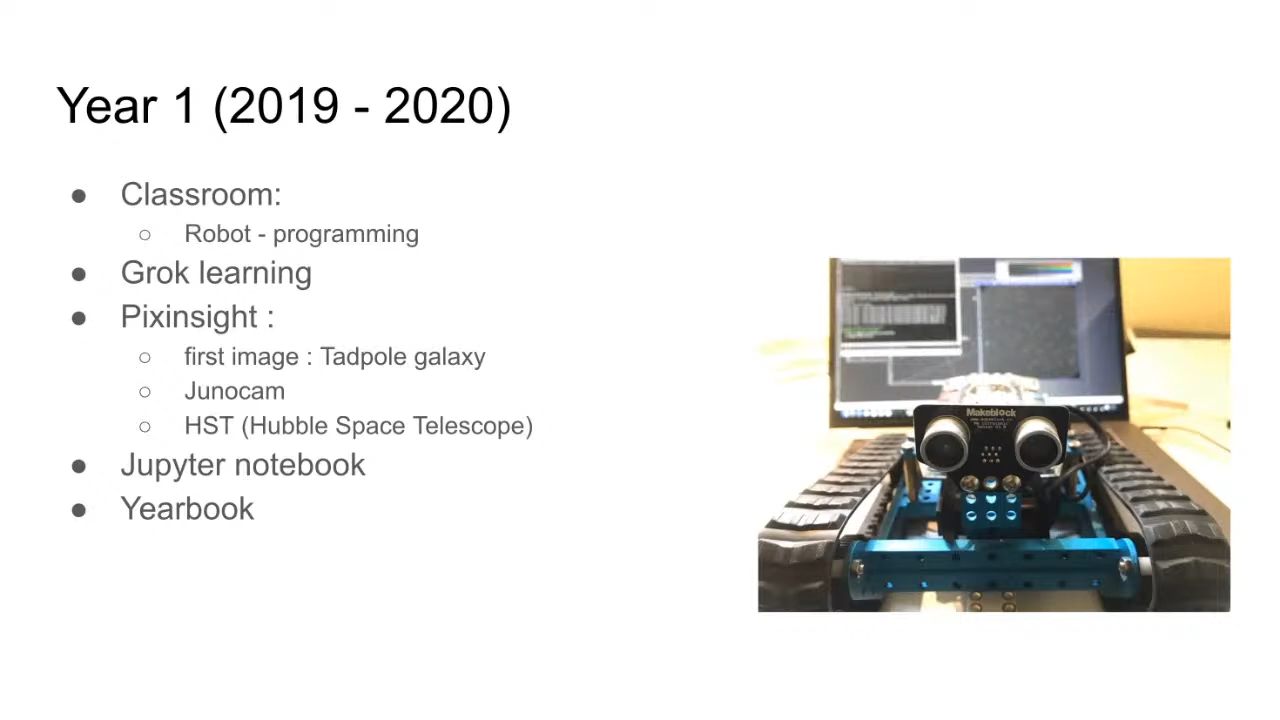 Year 1 (2019 - 2020)
● Classroom:
○ Robot - programming
● Grok learning
● Pixinsight :
○ first image : Tadpole galaxy
○ Junocam
○ HST (Hubble Space Telescope)
● Jupyter notebook
● Yearbook
Makeblock